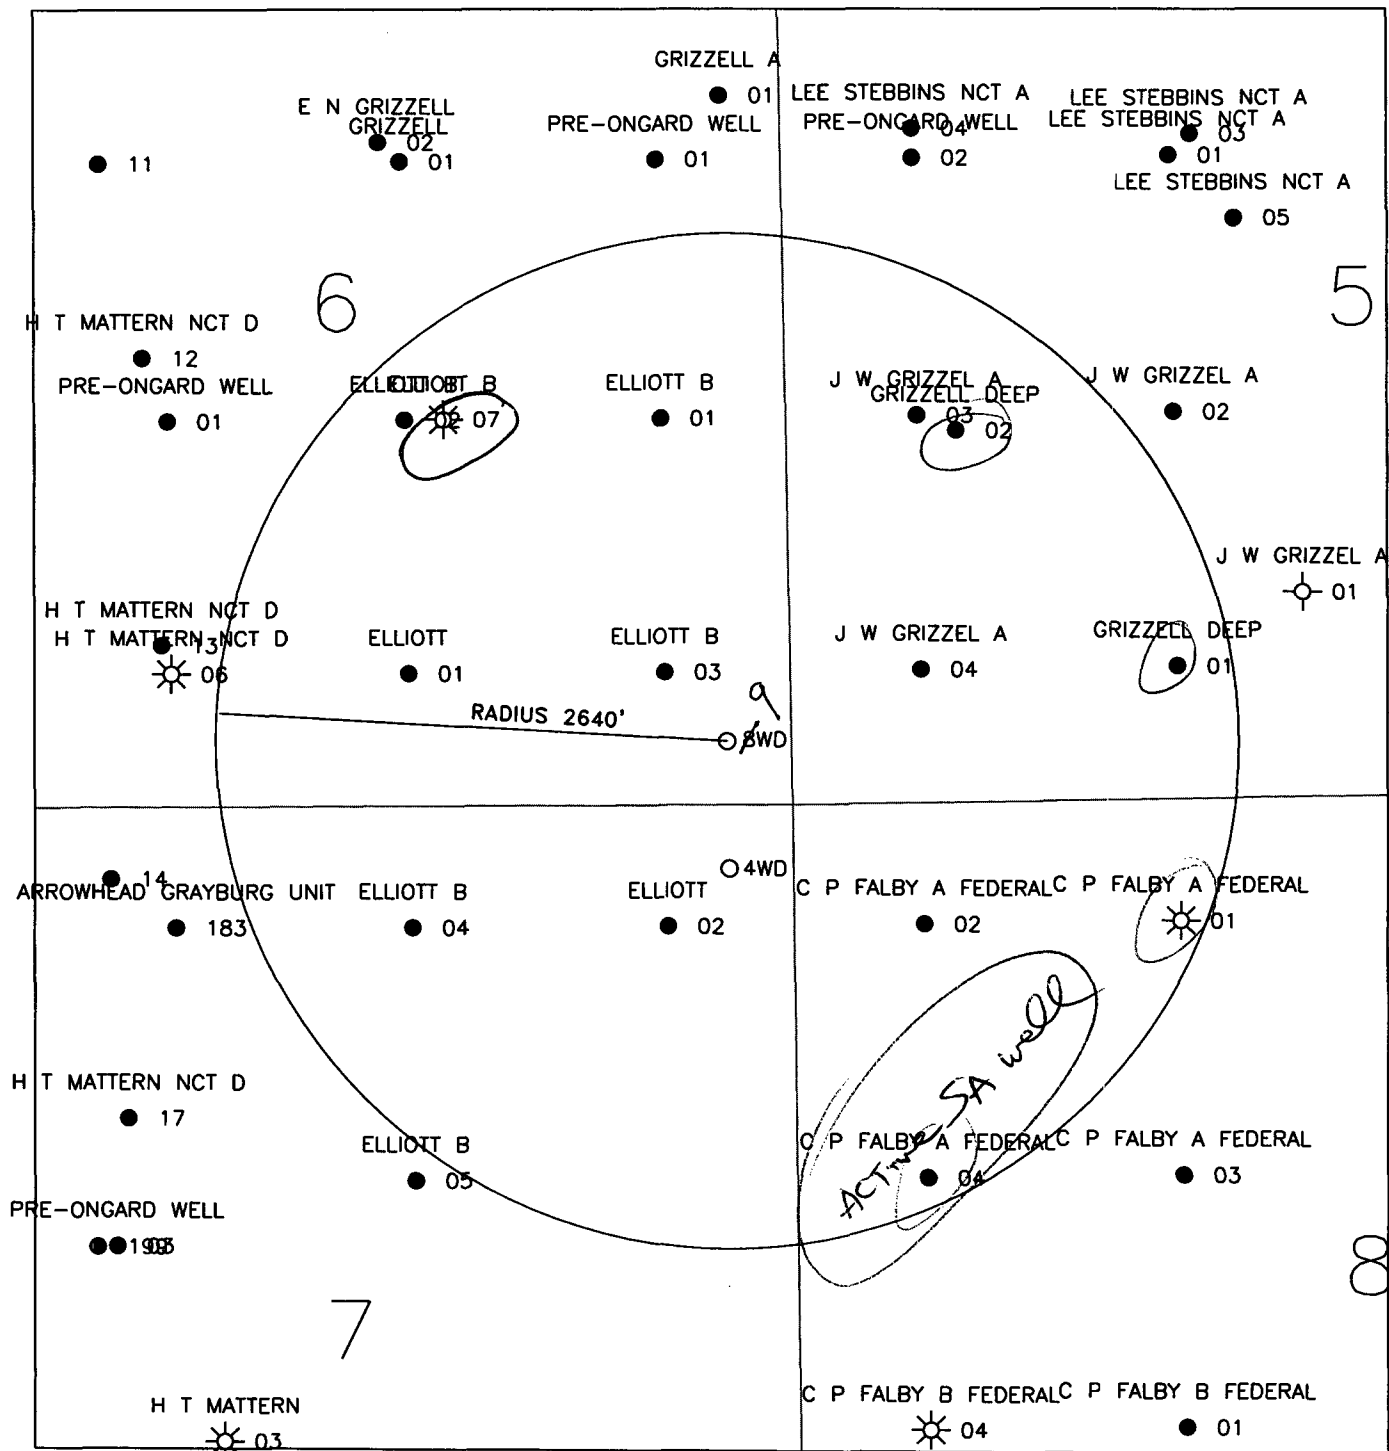 GRIZZELL A
01
LEE STEBBINS NCT A
04
LEE STEBBINS NCT A
03
E N GRIZZELL
02
GRIZZELL
01
PRE-ONGARD WELL
01
PRE-ONGARD WELL
02
LEE STEBBINS NCT A
01
11
LEE STEBBINS NCT A
05
6
5
H T MATTERN NCT D
12
PRE-ONGARD WELL
01
ELLIOTT B
02
ELLIOTT B
07
ELLIOTT B
01
J W GRIZZEL A
03
GRIZZELL DEEP
02
J W GRIZZEL A
02
J W GRIZZEL A
01
H T MATTERN NCT D
13
H T MATTERN NCT D
06
ELLIOTT
01
ELLIOTT B
03
J W GRIZZEL A
04
GRIZZELL DEEP
01
RADIUS 2640'
9
8WD
4WD
14
ARROWHEAD GRAYBURG UNIT
183
ELLIOTT B
04
ELLIOTT
02
C P FALBY A FEDERAL
02
C P FALBY A FEDERAL
01
ACTive SA well
H T MATTERN NCT D
17
ELLIOTT B
05
C P FALBY A FEDERAL
04
C P FALBY A FEDERAL
03
PRE-ONGARD WELL
7
8
H T MATTERN
03
C P FALBY B FEDERAL
04
C P FALBY B FEDERAL
01